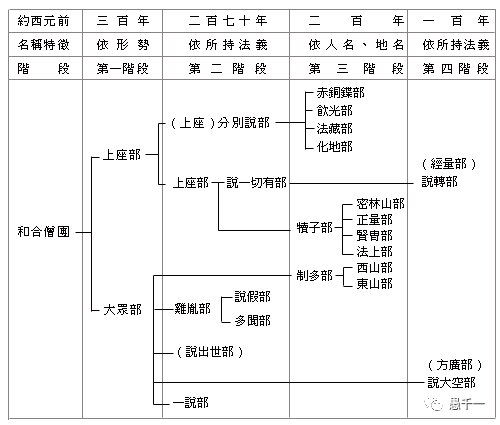 約西元前 三百年 二百七十年 二百年 一百年
名稱特徵 依形勢 依所持法義 依人名、地名 依所持法義
階段 第一階段 第二階段 第三階段 第四階段
赤銅鍱部
(上座)分別說部 飲光部
法藏部
化地部
上座部
(經量部)
上座部 說一切有部 說轉部
密林山部
正量部
犢子部
賢冑部
法上部
和合僧團
西山部
制多部
東山部
說假部
大眾部 雞胤部
多聞部
(說出世部)
(方廣部)
說大空部
一說部
愚千一